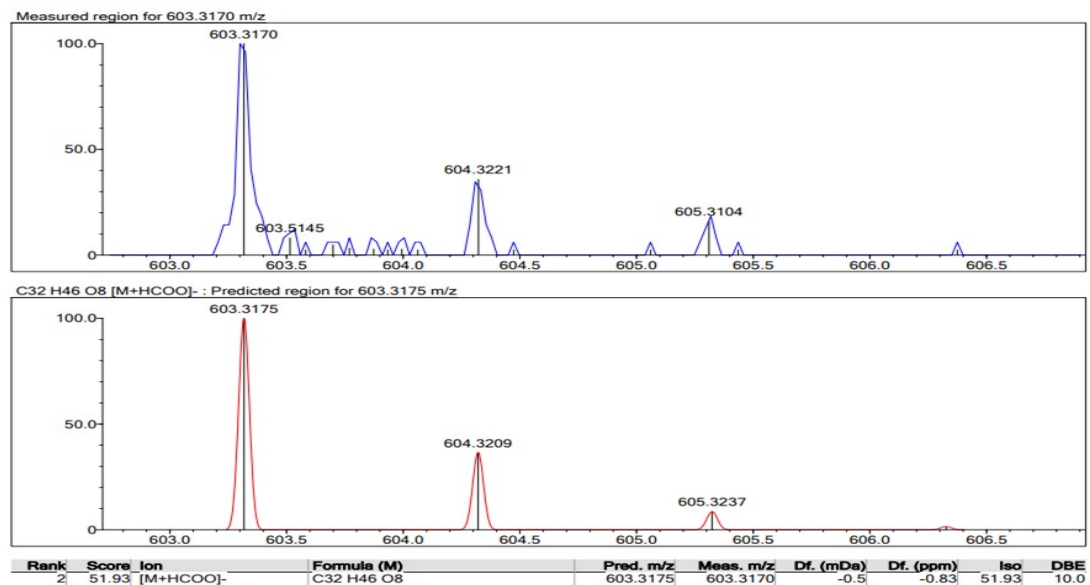 Measured region for 603.3170 m/z
603.3170
100.0
50.0
604.3221
605.3104
603.5145
0
603.0 603.5 604.0 604.5 605.0 605.5 606.0 606.5
C32 H46 O8 [M+HCOO]- : Predicted region for 603.3175 m/z
603.3175
100.0
50.0
604.3209
605.3237
0
603.0 603.5 604.0 604.5 605.0 605.5 606.0 606.5
Rank Score Ion Formula (M) Pred. m/z Meas. m/z Df. (mDa) Df. (ppm) Iso DBE
2 51.93 [M+HCOO]- C32 H46 O8 603.3175 603.3170 -0.5 -0.83 51.93 10.0